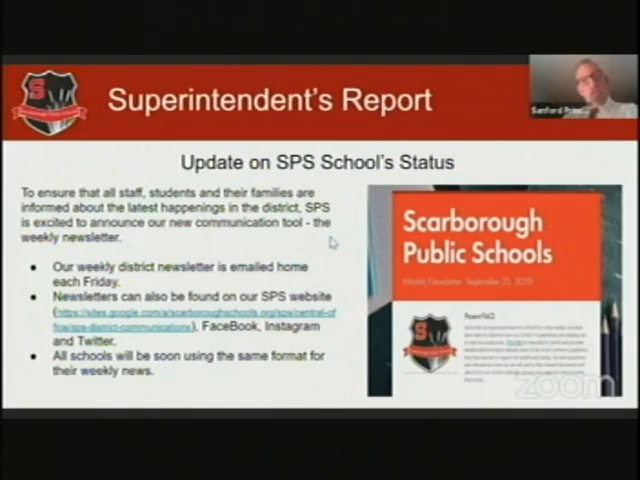 Superintendent's Report
Sanford
Update on SPS School's Status
To ensure that all staff, students and their families are
informed about the latest happenings in the district, SPS
is excited to announce our new communication tool - the
weekly newsletter.
● Our weekly district newsletter is emailed home
each Friday.
● Newsletters can also be found on our SPS website
(https://sites.google.com/a/scarboroughschools.org/sps/central-of
fice/sps-district-communications), FaceBook, Instagram
and Twitter.
● All schools will be soon using the same format for
their weekly news.
S
Scarborough
Public Schools
Weekly Newsletter September 25, 2020
S
zoom